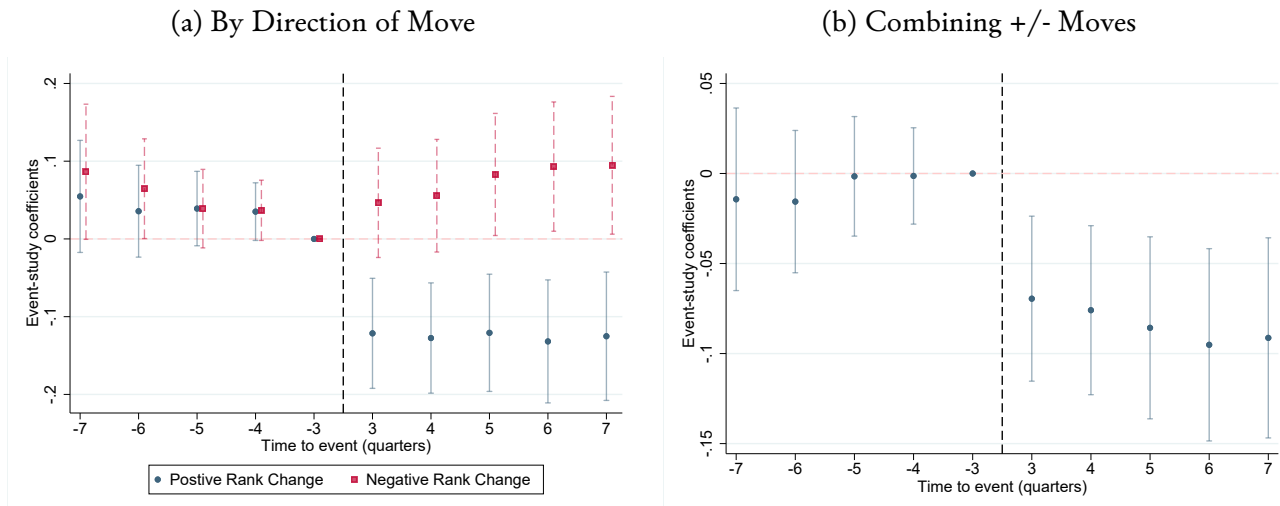 (a) By Direction of Move
Event-study coefficients
.2
.1
0
-.1
-.2
-7 -6 -5 -4 -3 3 4 5 6 7
Time to event (quarters)
Postive Rank Change Negative Rank Change
(b) Combining +/- Moves
Event-study coefficients
.05
0
-.05
-.1
-.15
-7 -6 -5 -4 -3 3 4 5 6 7
Time to event (quarters)